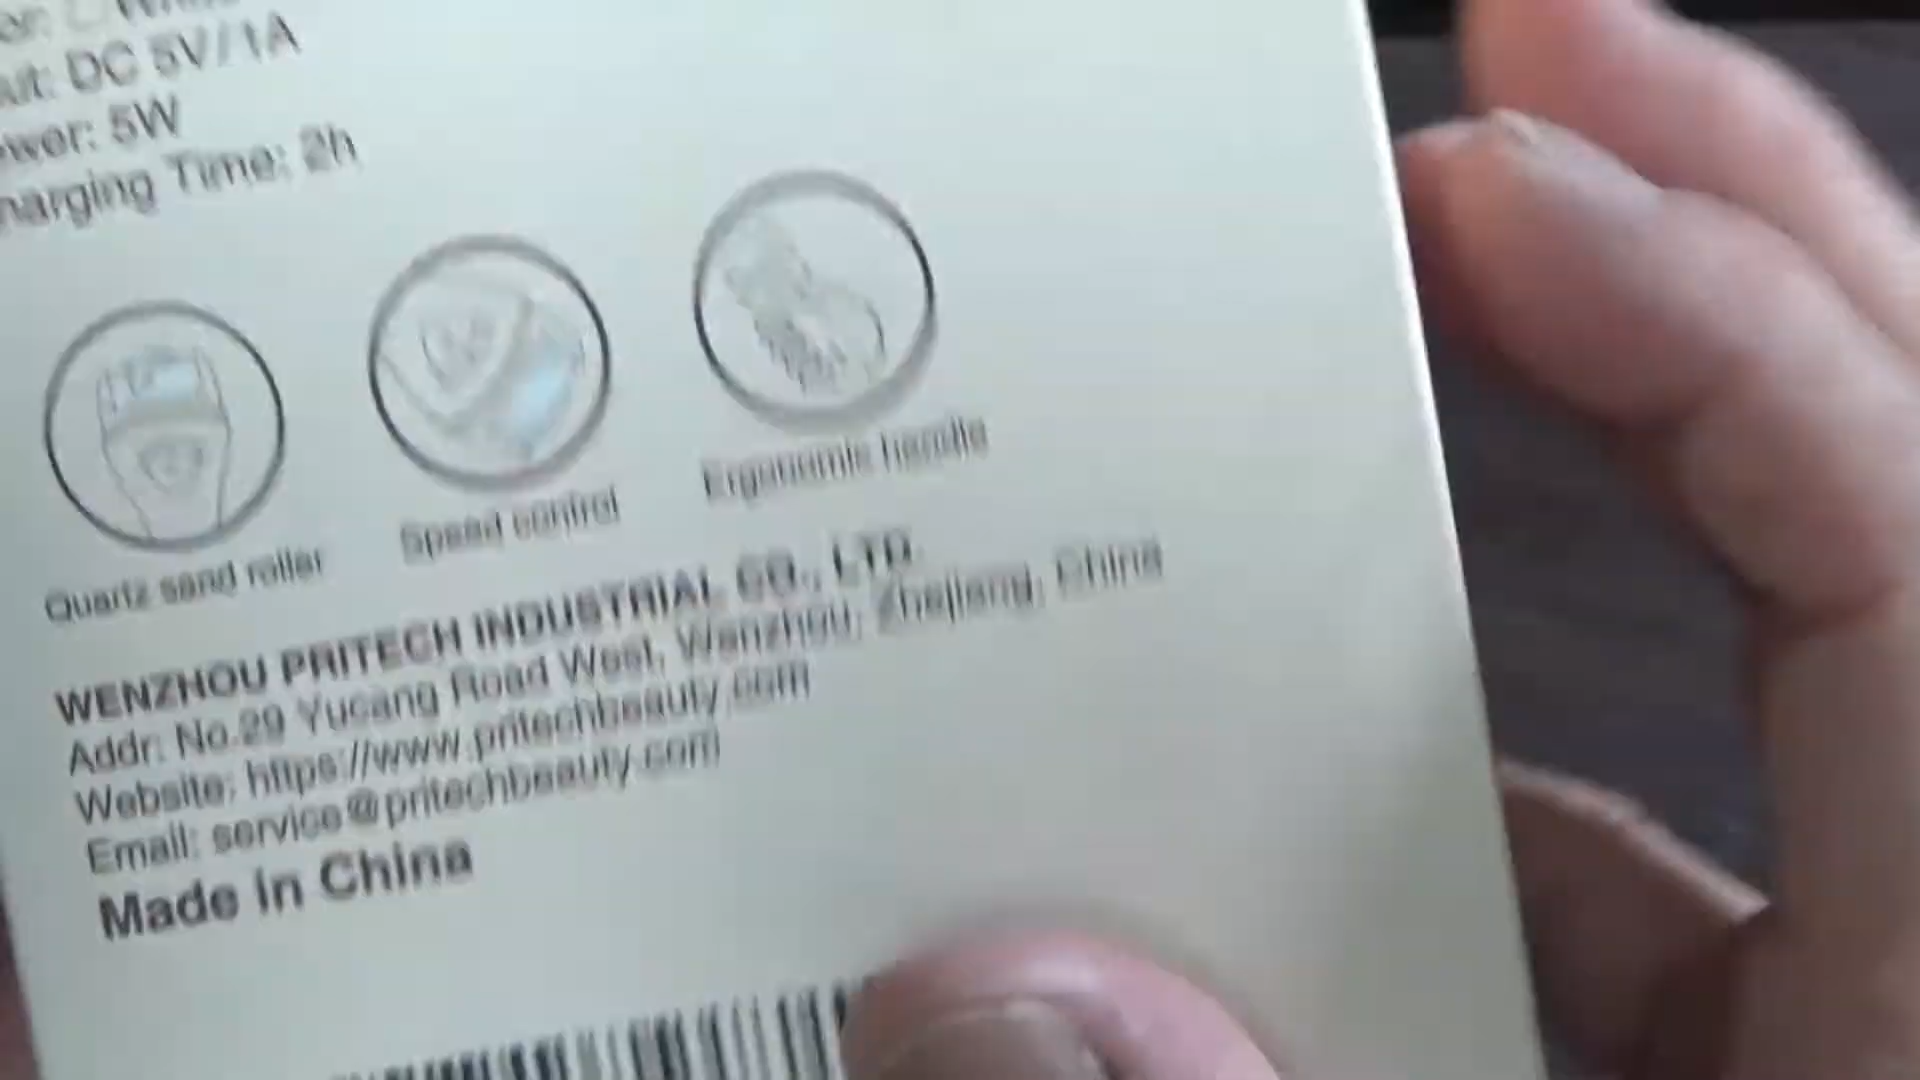 White
DC 5V/1A
5W
Charging Time: 2h
Quartz sand roller
Speed control
Ergonomic handle
WENZHOU PRITECH INDUSTRIAL CO., LTD.
Addr: No.29 Yucang Road West, Wenzhou, Zhejiang, China
Website: https://www.pritechbeauty.com
Email: service@pritechbeauty.com
Made in China